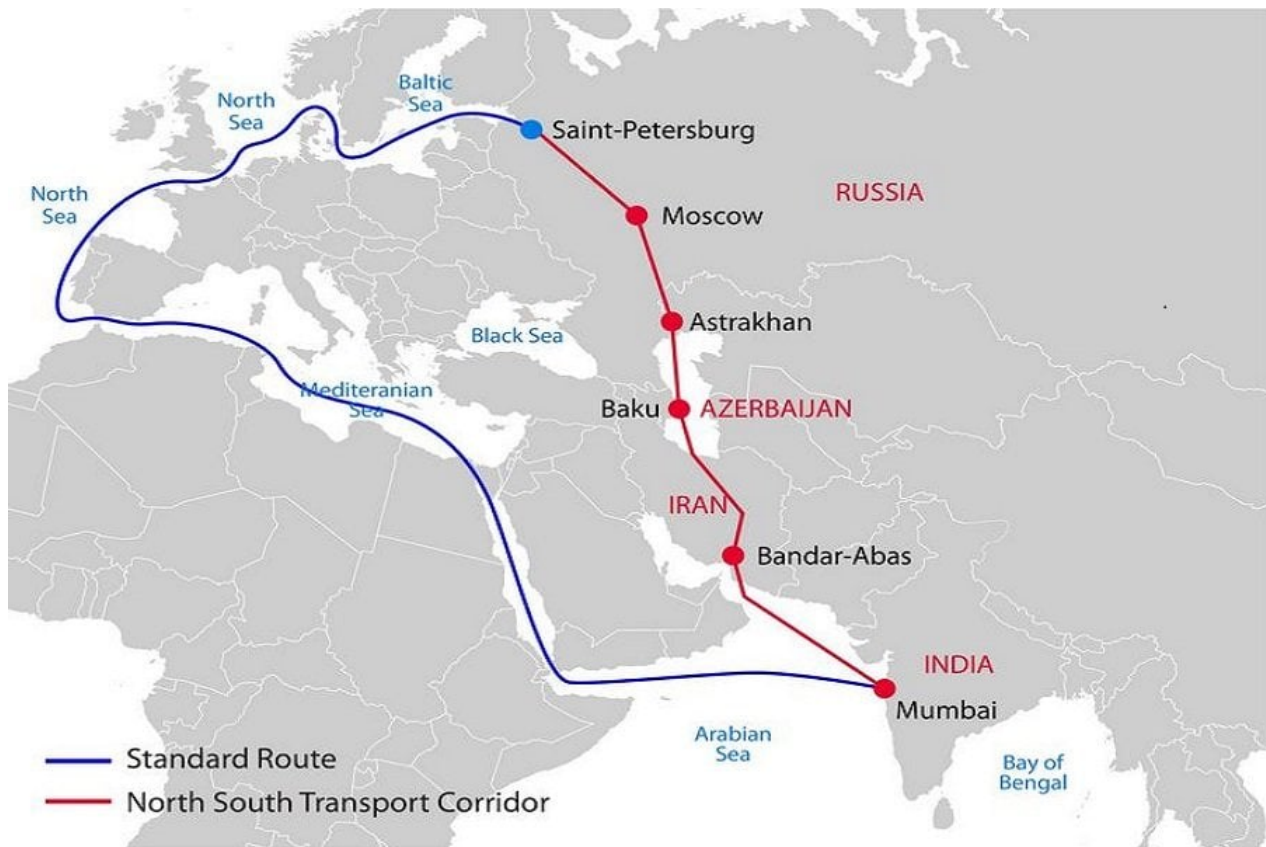 Baltic
Sea
North
Sea
Saint-Petersburg
North
Sea
RUSSIA
Moscow
Astrakhan
Black Sea
Mediteranian
Sea
Baku
AZERBAIJAN
IRAN
Bandar-Abas
INDIA
Mumbai
Arabian
Sea
Bay of
Bengal
Standard Route
North South Transport Corridor